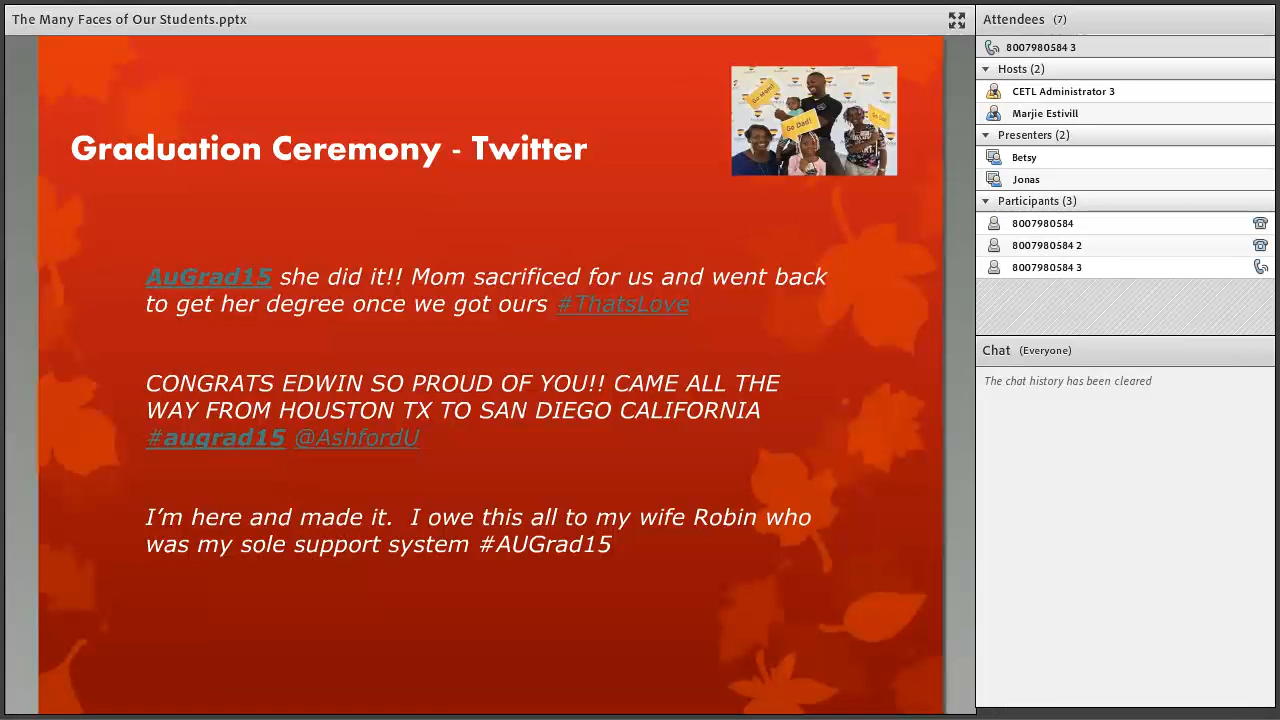 The Many Faces of Our Students.pptx
Graduation Ceremony - Twitter
Go Mom!
Go Dad!
AuGrad15 she did it!! Mom sacrificed for us and went back
to get her degree once we got ours #ThatsLove
CONGRATS EDWIN SO PROUD OF YOU!! CAME ALL THE
WAY FROM HOUSTON TX TO SAN DIEGO CALIFORNIA
#augrad15 @AshfordU
I’m here and made it.  I owe this all to my wife Robin who
was my sole support system #AUGrad15
Attendees (7)
8007980584 3
Hosts (2)
CETL Administrator 3
Marjie Estivill
Presenters (2)
Betsy
Jonas
Participants (3)
8007980584
8007980584 2
8007980584 3
Chat (Everyone)
The chat history has been cleared